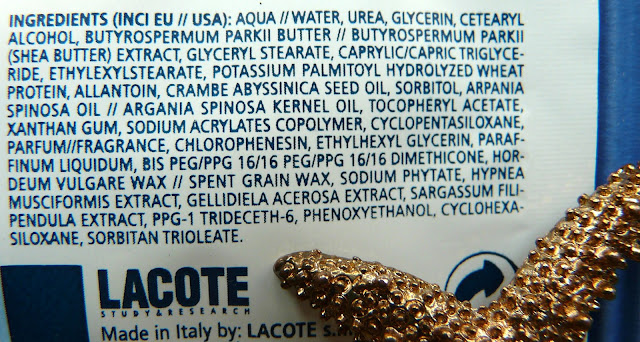 INGREDIENTS (INCI EU // USA): AQUA // WATER, UREA, GLYCERIN, CETEARYL
ALCOHOL, BUTYROSPERMUM PARKII BUTTER // BUTYROSPERMUM PARKII
(SHEA BUTTER) EXTRACT, GLYCERYL STEARATE, CAPRYLIC/CAPRIC TRIGLYCE-
RIDE, ETHYLEXYLSTEARATE, POTASSIUM PALMITOYL HYDROLYZED WHEAT
PROTEIN, ALLANTOIN, CRAMBE ABYSSINICA SEED OIL, SORBITOL, ARPANIA
SPINOSA OIL // ARGANIA SPINOSA KERNEL OIL, TOCOPHERYL ACETATE,
XANTHAN GUM, SODIUM ACRYLATES COPOLYMER, CYCLOPENTASILOXANE,
PARFUM//FRAGRANCE, CHLOROPHENESIN, ETHYLHEXYL GLYCERIN, PARAF-
FINUM LIQUIDUM, BIS PEG/PPG 16/16 PEG/PPG 16/16 DIMETHICONE, HOR-
DEUM VULGARE WAX // SPENT GRAIN WAX, SODIUM PHYTATE, HYPNEA
MUSCIFORMIS EXTRACT, GELLIDIELA ACEROSA EXTRACT, SARGASSUM FILI-
PENDULA EXTRACT, PPG-1 TRIDECETH-6, PHENOXYETHANOL, CYCLOHEXA-
SILOXANE, SORBITAN TRIOLEATE.
LACOTE
STUDY&RESEARCH
Made in Italy by: LACOTE